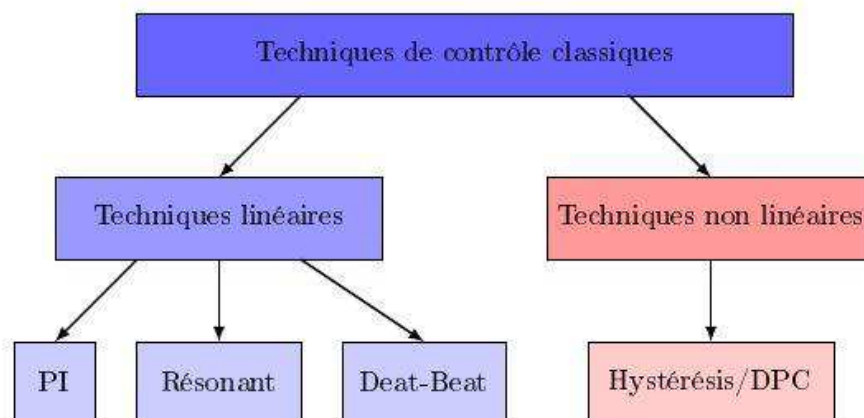 Techniques de contrôle classiques
Techniques linéaires
Techniques non linéaires
PI
Résonant
Deat-Beat
Hystérésis/DPC